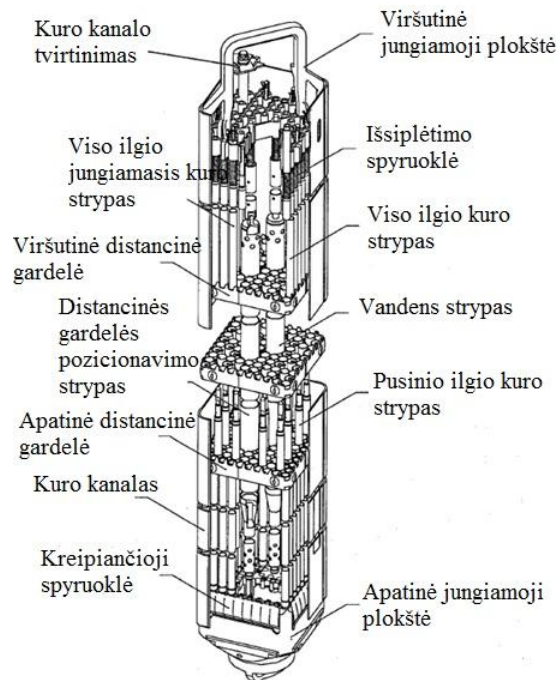 Kuro kanalo
tvirtinimas
Viršutinė
jungiamoji plokštė
Viso ilgio
jungiamasis kuro
strypas
Išsiplėtimo
spyruoklė
Viso ilgio kuro
strypas
Viršutinė distancinė
gardelė
Distancinės
gardelės
pozicionavimo
strypas
Vandens strypas
Pusinio ilgio kuro
strypas
Apatinė distancinė
gardelė
Kuro kanalas
Kreipiančioji
spyruoklė
Apatinė jungiamoji
plokštė